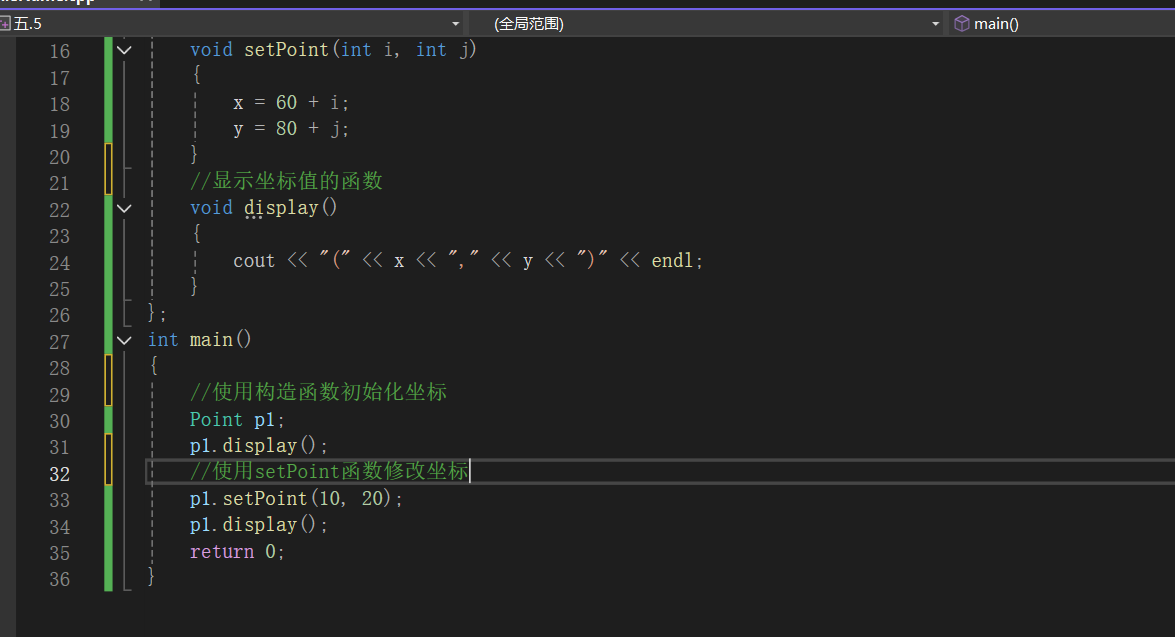 五.5 (全局范围) main()
16 void setPoint(int i, int j)
17 {
18 x = 60 + i;
19 y = 80 + j;
20 }
21 //显示坐标值的函数
22 void display()
23 {
24 cout << "(" << x << "," << y << ")" << endl;
25 }
26 };
27 int main()
28 {
29 //使用构造函数初始化坐标
30 Point p1;
31 p1.display();
32 //使用setPoint函数修改坐标
33 p1.setPoint(10, 20);
34 p1.display();
35 return 0;
36 }